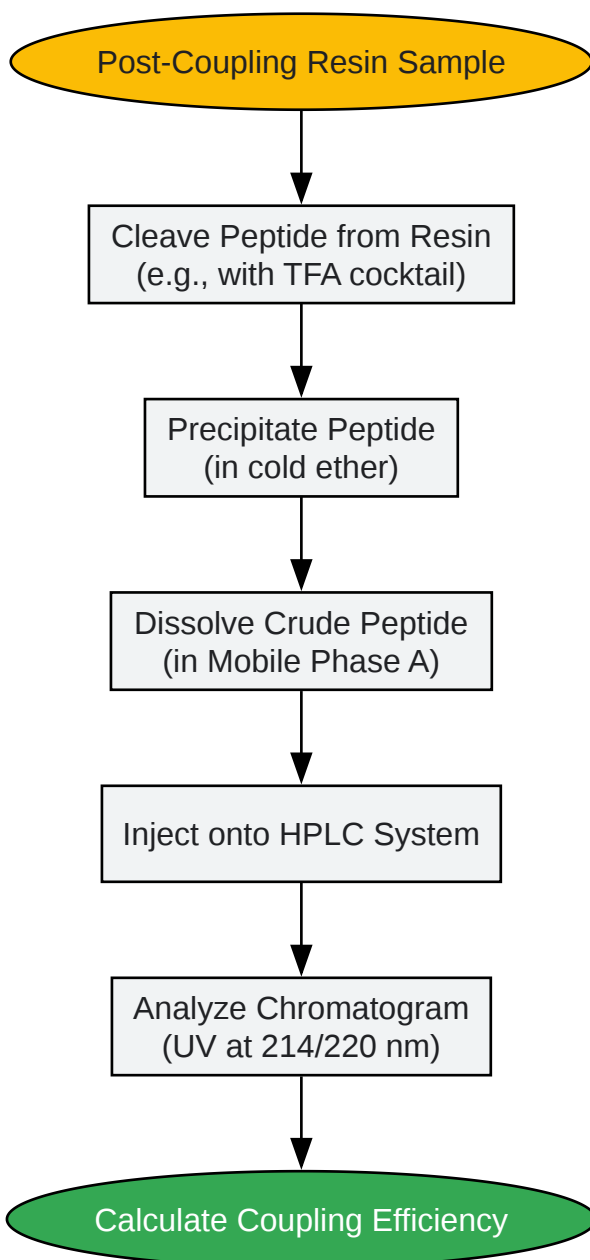 Post-Coupling Resin Sample
Cleave Peptide from Resin
(e.g., with TFA cocktail)
Precipitate Peptide
(in cold ether)
Dissolve Crude Peptide
(in Mobile Phase A)
Inject onto HPLC System
Analyze Chromatogram
(UV at 214/220 nm)
Calculate Coupling Efficiency